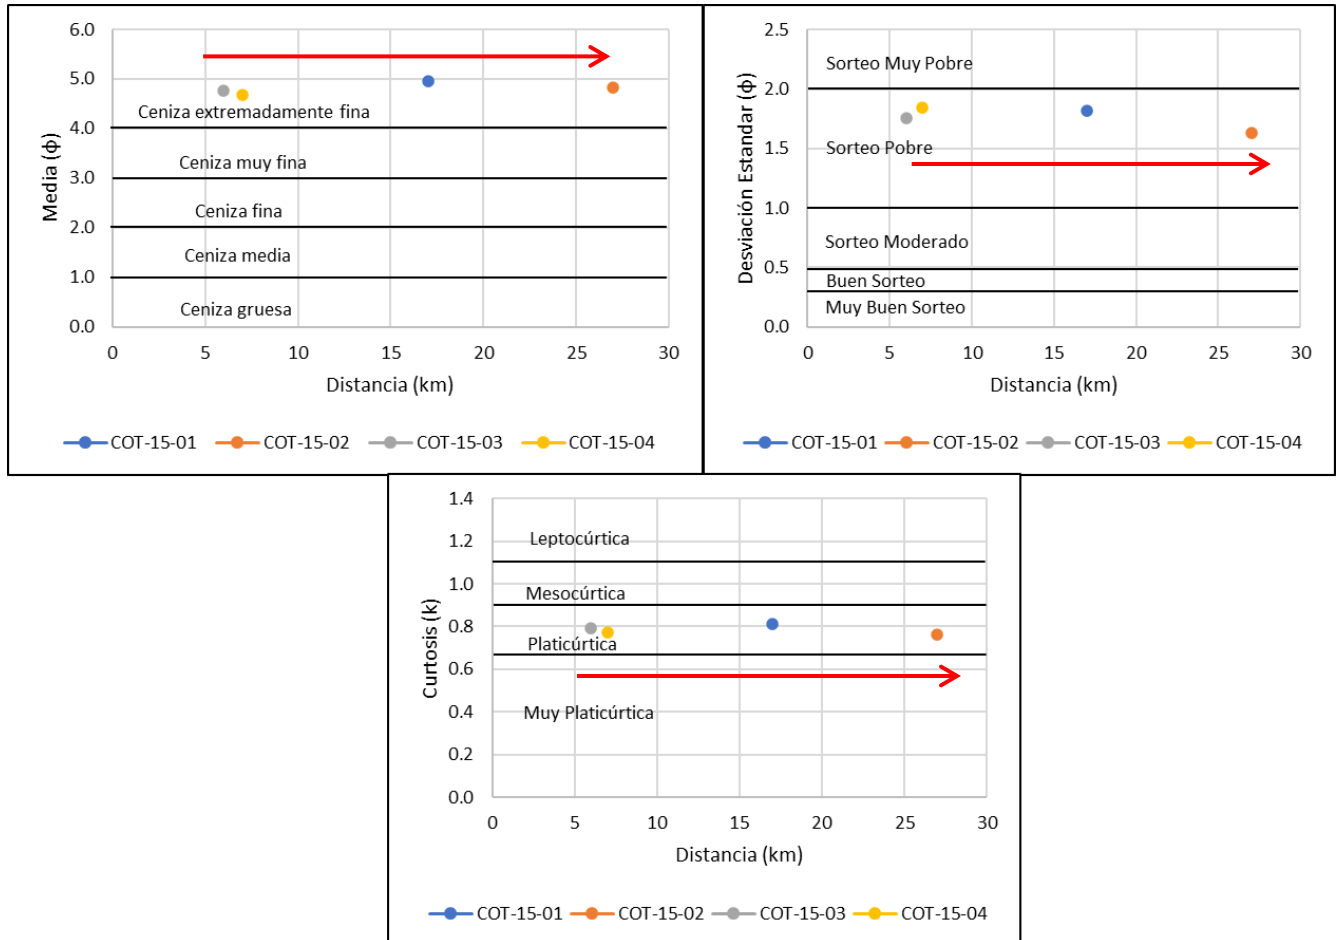 6.0
5.0
4.0
3.0
2.0
1.0
0.0
Media (ϕ)
Ceniza extremadamente fina
Ceniza muy fina
Ceniza fina
Ceniza media
Ceniza gruesa
0 5 10 15 20 25 30
Distancia (km)
COT-15-01 COT-15-02 COT-15-03 COT-15-04
2.5
2.0
1.5
1.0
0.5
0.0
Desviación Estandar (ϕ)
Sorteo Muy Pobre
Sorteo Pobre
Sorteo Moderado
Buen Sorteo
Muy Buen Sorteo
0 5 10 15 20 25 30
Distancia (km)
COT-15-01 COT-15-02 COT-15-03 COT-15-04
1.4
1.2
1.0
0.8
0.6
0.4
0.2
0.0
Curtosis (k)
Leptocúrtica
Mesocúrtica
Platicúrtica
Muy Platicúrtica
0 5 10 15 20 25 30
Distancia (km)
COT-15-01 COT-15-02 COT-15-03 COT-15-04